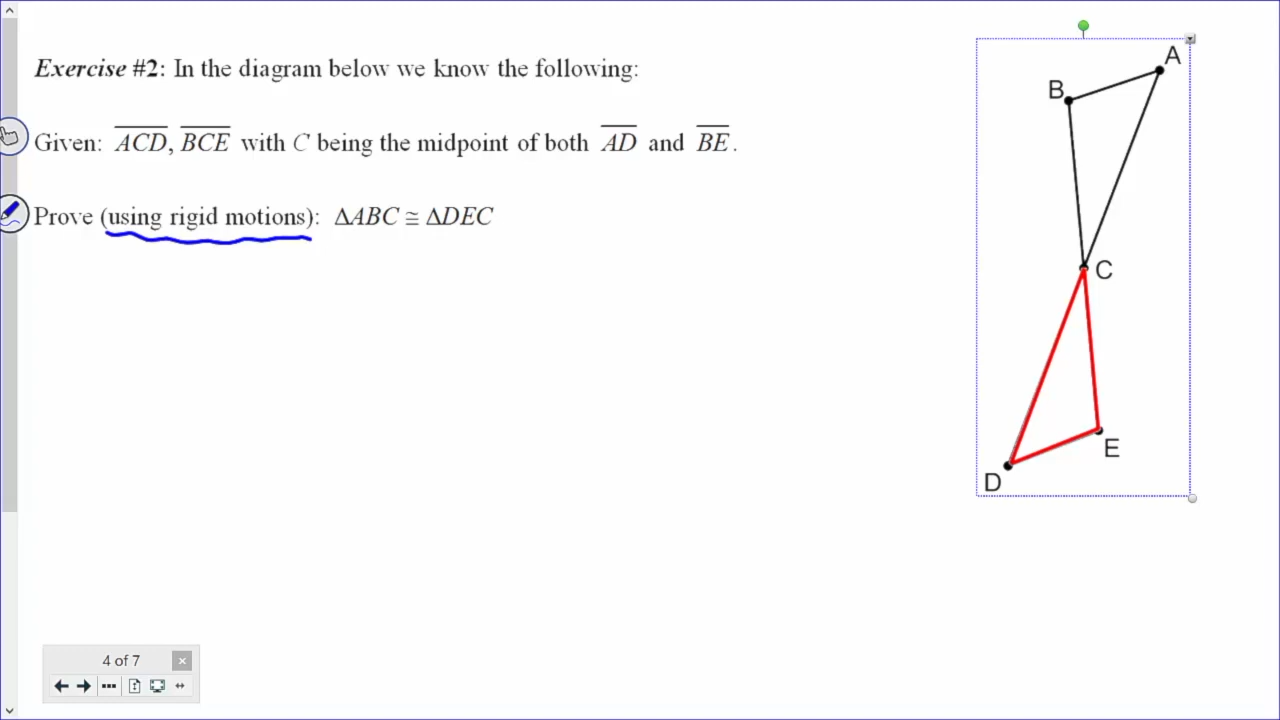 Exercise #2: In the diagram below we know the following:
Given: ACD, BCE with C being the midpoint of both AD and BE.
Prove (using rigid motions): ΔABC ≅ ΔDEC
A
B
C
E
D
4 of 7